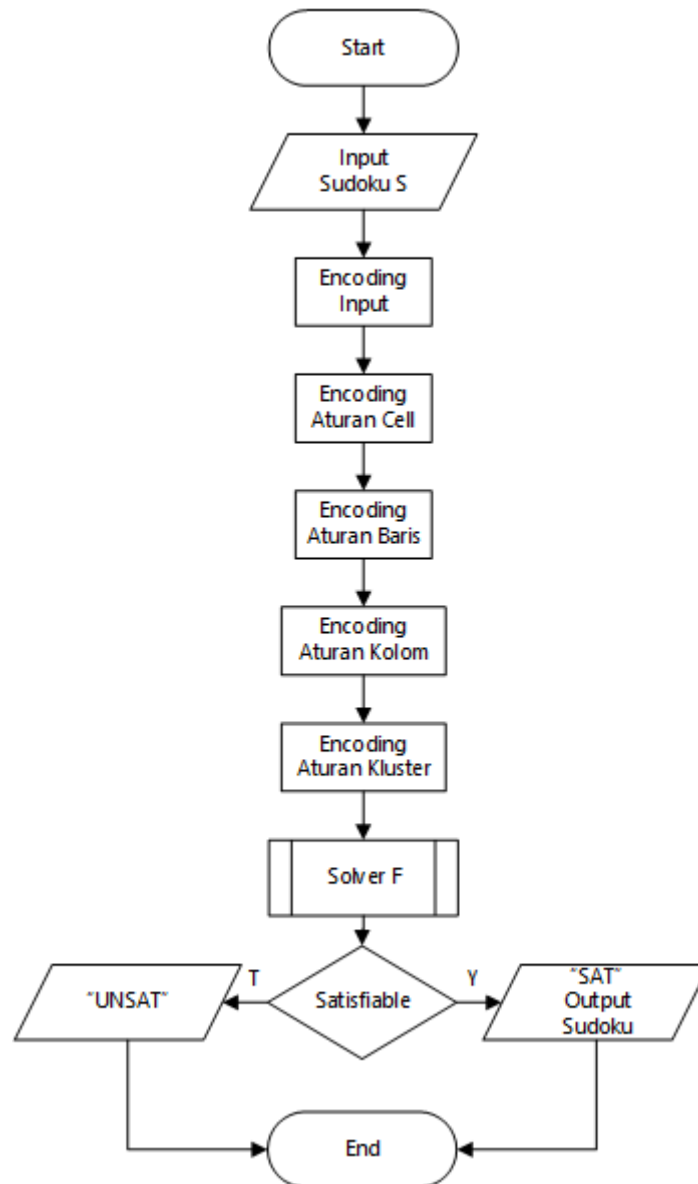 Start
Input
Sudoku S
Encoding
Input
Encoding
Aturan Cell
Encoding
Aturan Baris
Encoding
Aturan Kolom
Encoding
Aturan Kluster
Solver F
T
Y
"UNSAT"
Satisfiable
"SAT"
Output
Sudoku
End